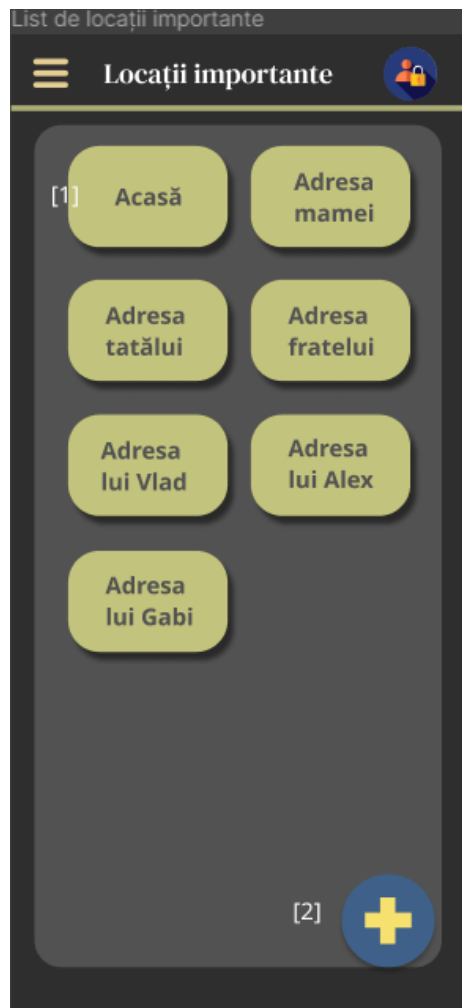 List de locații importante
Locații importante
[1]
Acasă
Adresa
mamei
Adresa
tatălui
Adresa
fratelui
Adresa
lui Vlad
Adresa
lui Alex
Adresa
lui Gabi
[2]